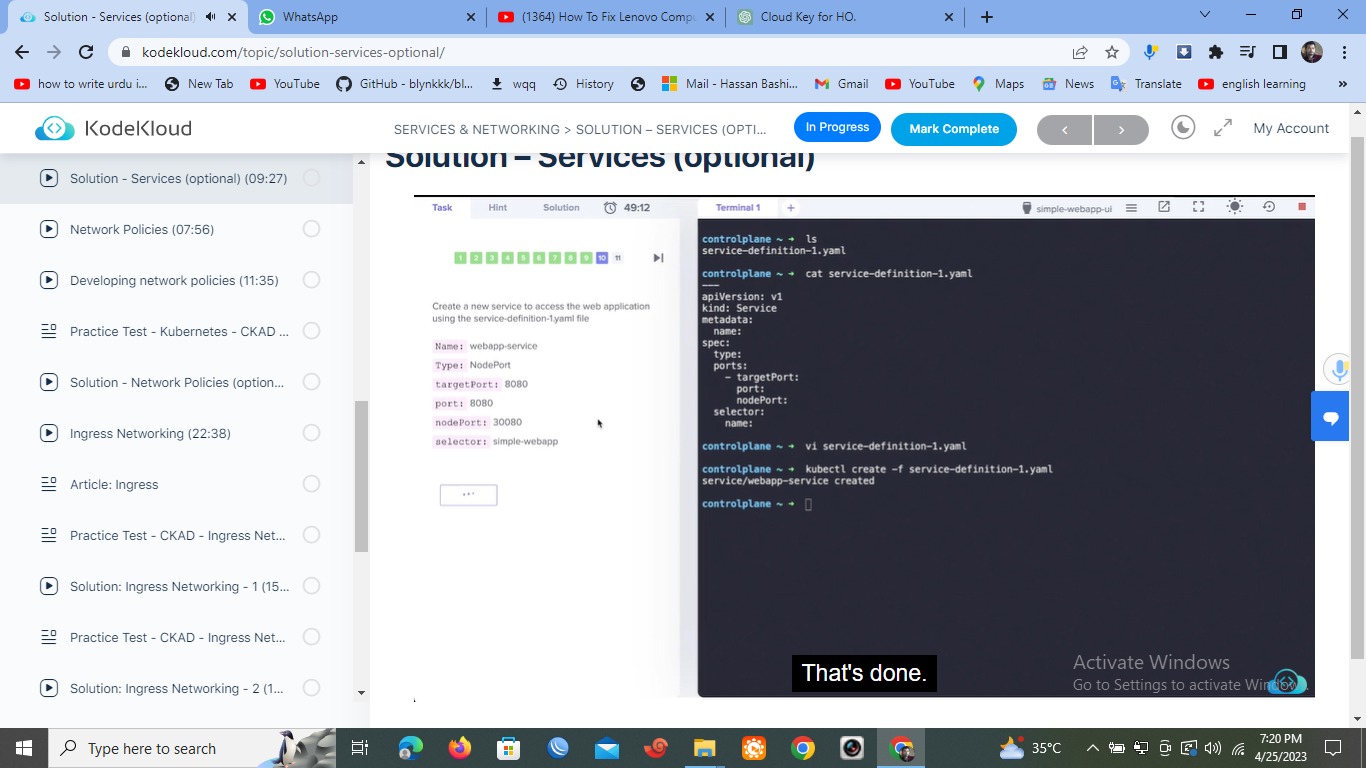 Solution - Services (optional)
WhatsApp
(1364) How To Fix Lenovo Compu
Cloud Key for HO.
kodekloud.com/topic/solution-services-optional/
how to write urdu i...
New Tab
YouTube
GitHub - blynkkk/bl...
wqq
History
Mail - Hassan Bashi...
Gmail
YouTube
Maps
News
Translate
english learning
»
KodeKloud
SERVICES & NETWORKING > SOLUTION – SERVICES (OPTI...
In Progress
Mark Complete
My Account
Solution - Services (optional) (09:27)
Network Policies (07:56)
Developing network policies (11:35)
Practice Test - Kubernetes - CKAD ...
Solution - Network Policies (option...
Ingress Networking (22:38)
Article: Ingress
Practice Test - CKAD - Ingress Net...
Solution: Ingress Networking - 1 (15...
Practice Test - CKAD - Ingress Net...
Solution: Ingress Networking - 2 (1...
Solution – Services (optional)
Task
Hint
Solution
49:12
1 2 3 4 5 6 7 8 9 10 11
Create a new service to access the web application
using the service-definition-1.yaml file
Name: webapp-service
Type: NodePort
targetPort: 8080
port: 8080
nodePort: 30080
selector: simple-webapp
Terminal 1
+
simple-webapp-ui
controlplane ~ ➜ ls
service-definition-1.yaml
controlplane ~ ➜ cat service-definition-1.yaml
---
apiVersion: v1
kind: Service
metadata:
name:
spec:
type:
ports:
- targetPort:
port:
nodePort:
selector:
name:
controlplane ~ ➜ vi service-definition-1.yaml
controlplane ~ ➜ kubectl create -f service-definition-1.yaml
service/webapp-service created
controlplane ~ ➜
That's done.
Activate Windows
Go to Settings to activate Windows.
Type here to search
35°C
7:20 PM
4/25/2023